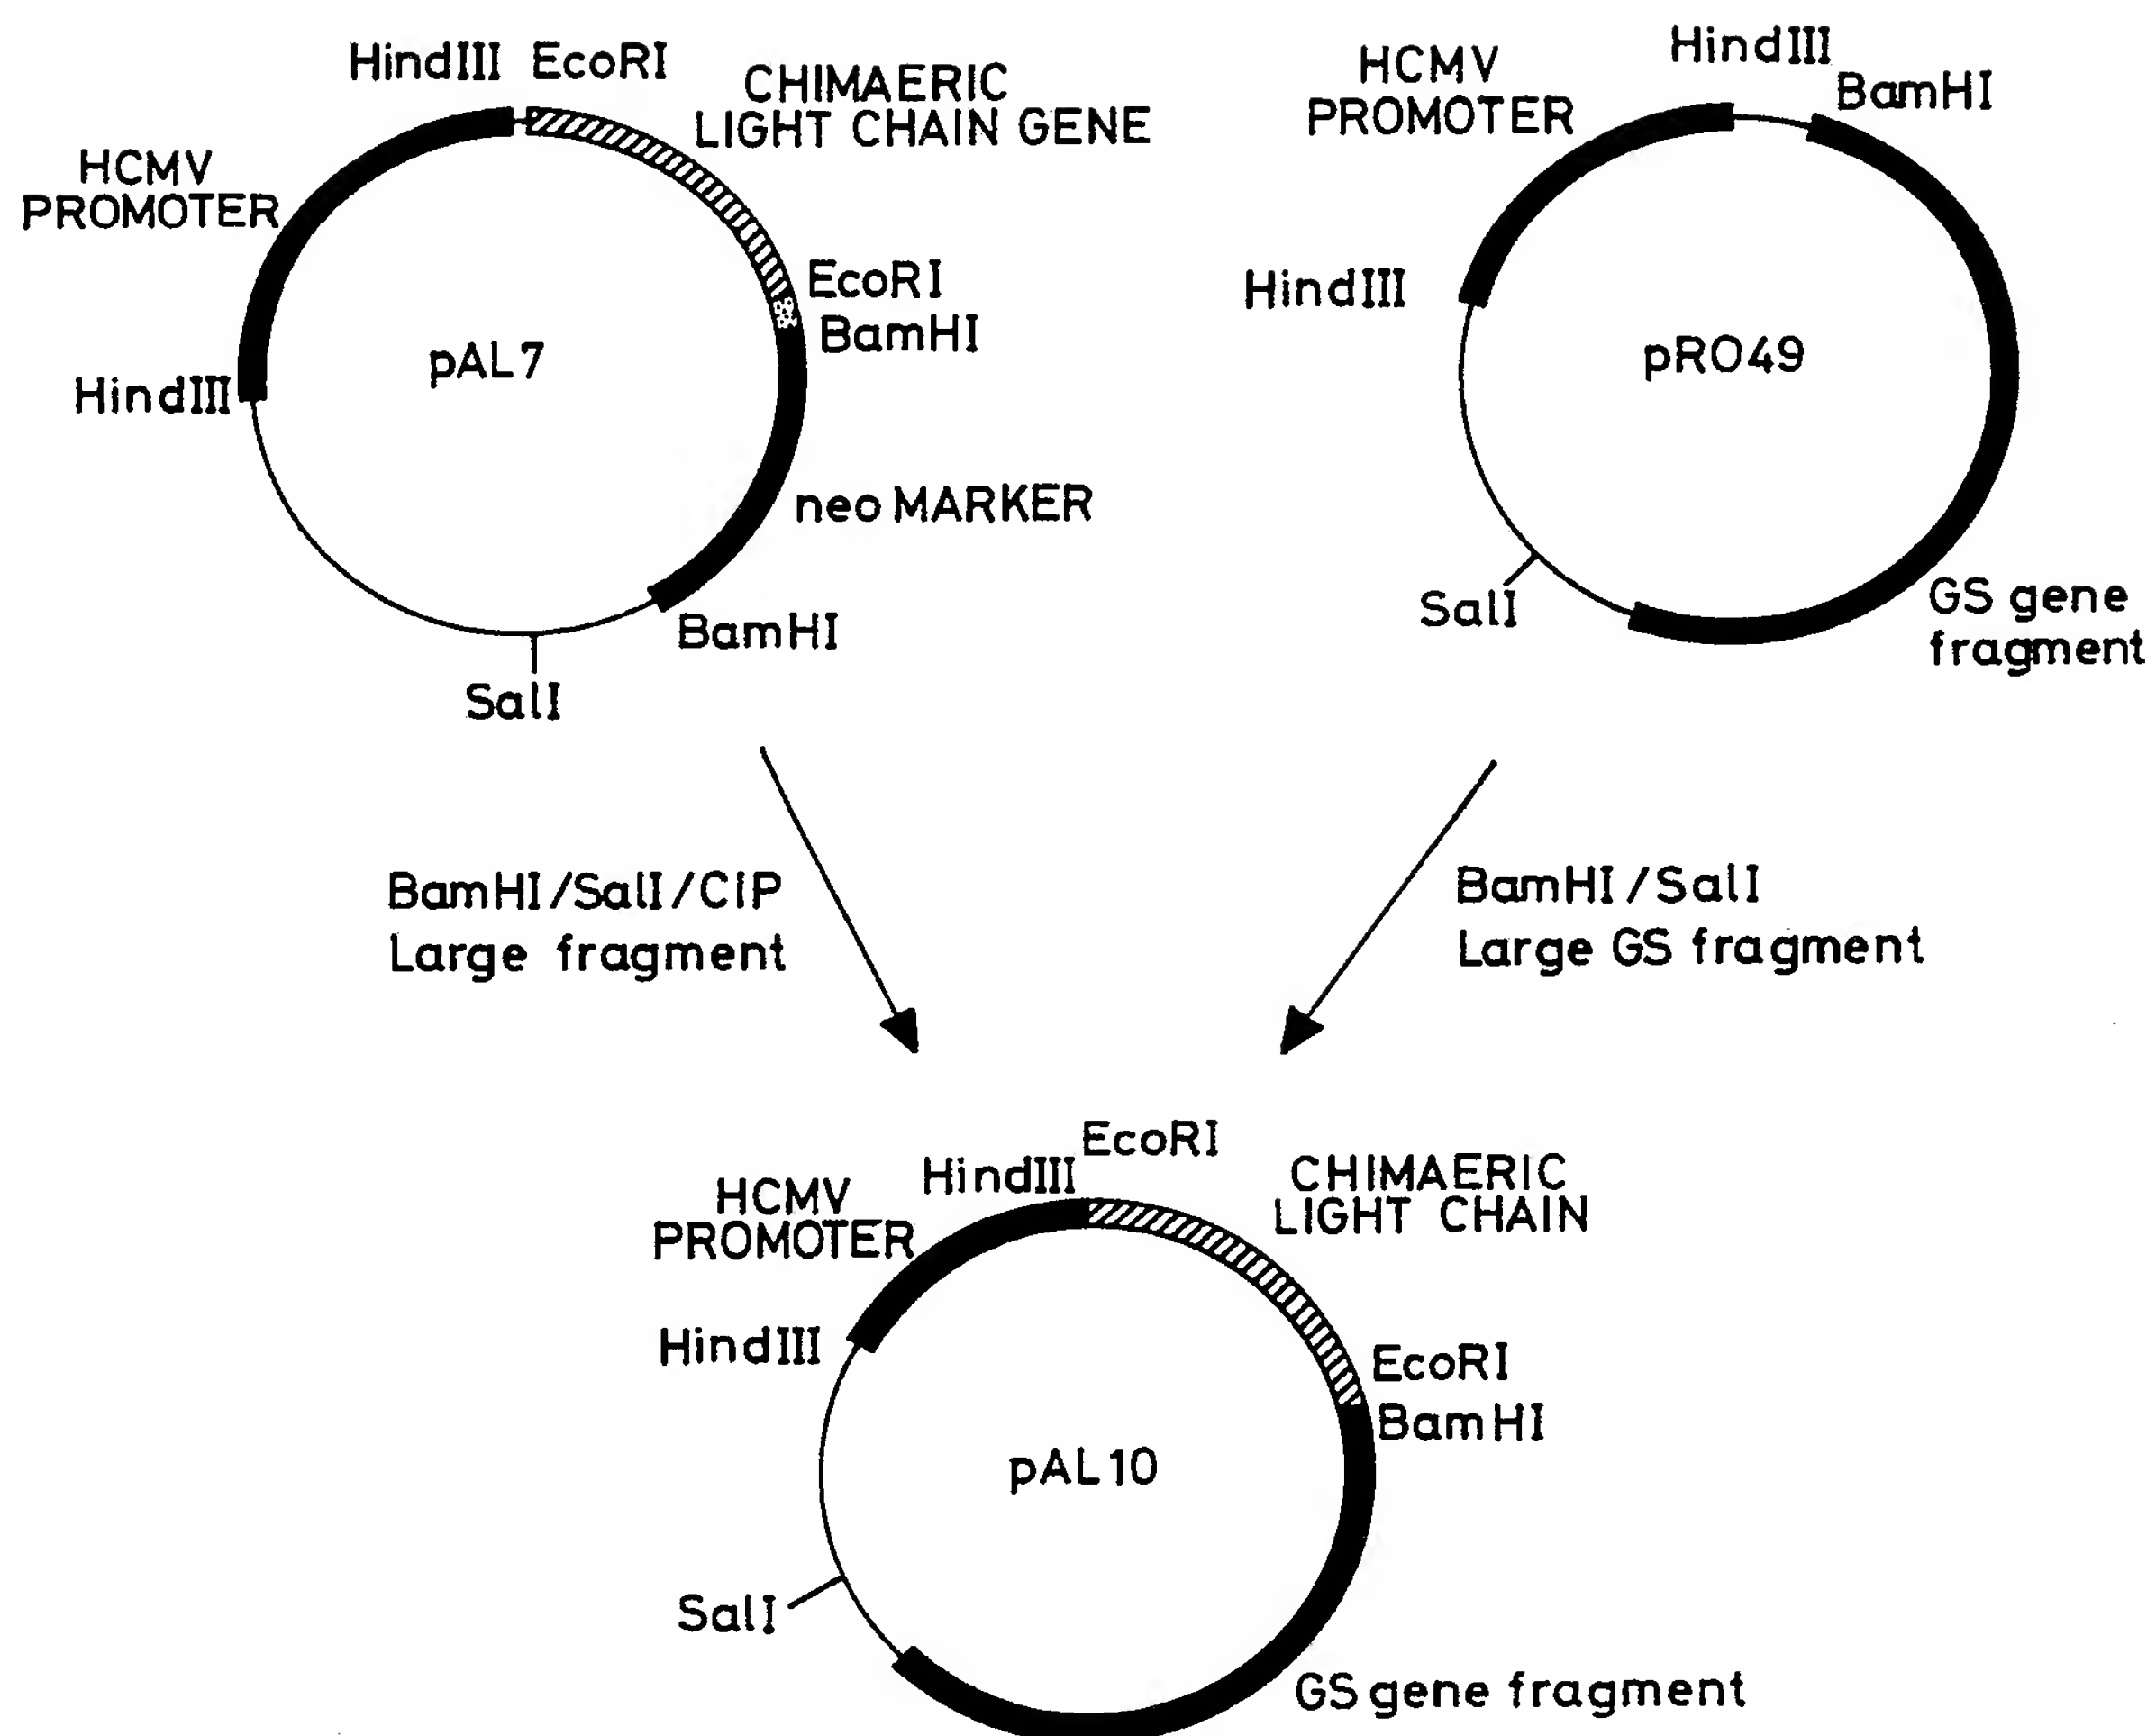 HindIII EcoRI
CHIMAERIC
LIGHT CHAIN GENE
HCMV
PROMOTER
EcoRI
BamHI
pAL7
HindIII
neo MARKER
BamHI
SalI
HCMV
PROMOTER
HindIII
BamHI
HindIII
pRO49
SalI
GS gene
fragment
BamHI/SalI/CIP
Large fragment
BamHI/SalI
Large GS fragment
EcoRI
HindIII
CHIMAERIC
LIGHT CHAIN
HCMV
PROMOTER
HindIII
EcoRI
BamHI
pAL10
SalI
GS gene fragment